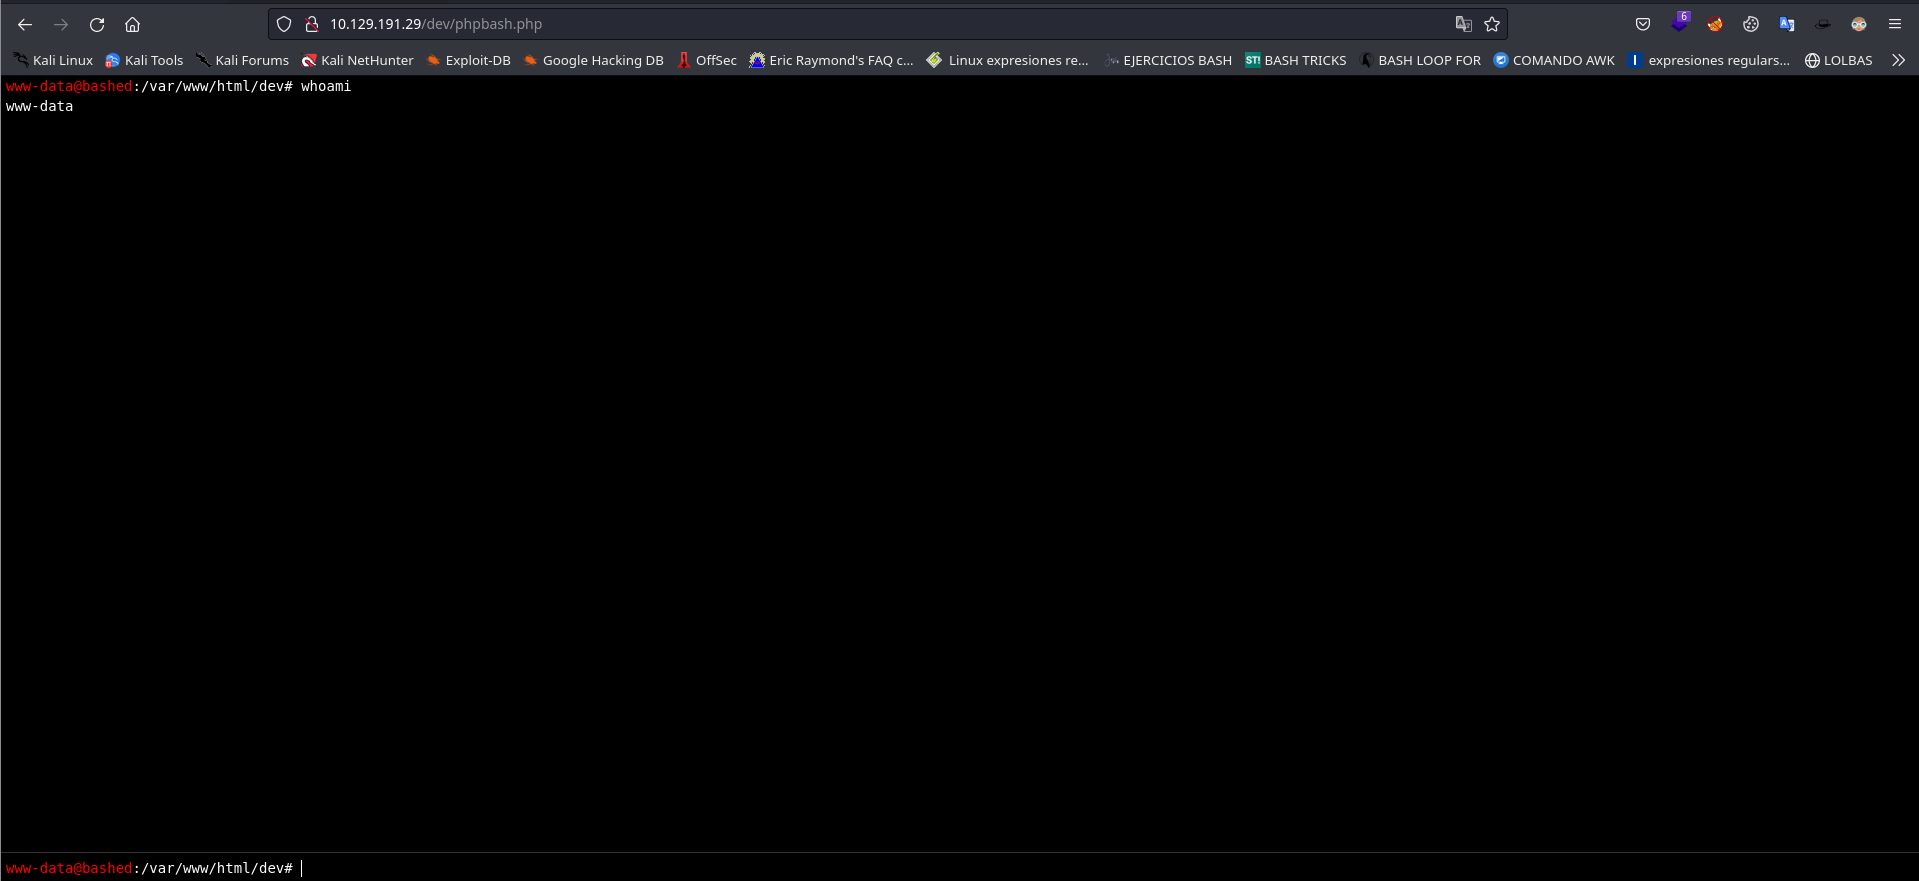 10.129.191.29/dev/phpbash.php
6
Kali Linux Kali Tools Kali Forums Kali NetHunter Exploit-DB Google Hacking DB OffSec Eric Raymond's FAQ c... Linux expresiones re... EJERCICIOS BASH ST! BASH TRICKS BASH LOOP FOR COMANDO AWK I expresiones regulars... LOLBAS
www-data@bashed:/var/www/html/dev# whoami
www-data
www-data@bashed:/var/www/html/dev#